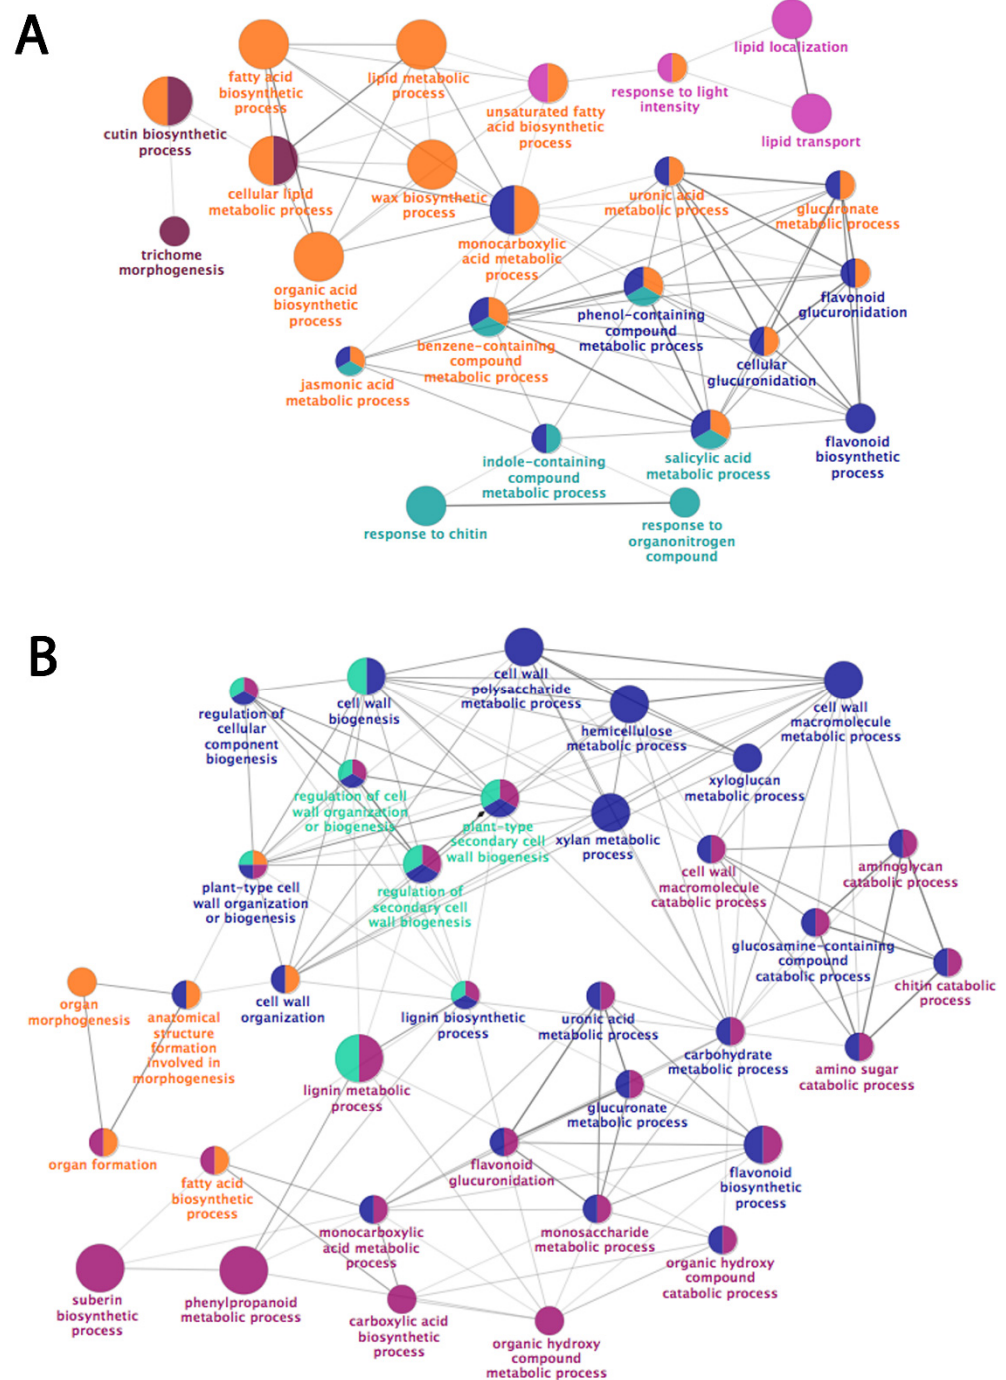 A
lipid localization
fatty acid
biosynthetic
process
lipid metabolic
process
response to light
intensity
unsaturated fatty
acid biosynthetic
process
cutin biosynthetic
process
lipid transport
cellular lipid
metabolic process
wax biosynthetic
process
uronic acid
metabolic process
glucuronate
metabolic process
trichome
morphogenesis
monocarboxylic
acid metabolic
process
organic acid
biosynthetic
process
flavonoid
glucuronidation
phenol-containing
compound
metabolic process
benzene-containing
compound
metabolic process
cellular
glucuronidation
jasmonic acid
metabolic process
flavonoid
biosynthetic
process
indole-containing
compound
metabolic process
salicylic acid
metabolic process
response to chitin
response to
organonitrogen
compound
B
cell wall
polysaccharide
metabolic process
regulation of
cellular
component
biogenesis
cell wall
biogenesis
cell wall
macromolecule
metabolic process
hemicellulose
metabolic process
xyloglucan
metabolic process
regulation of cell
wall organization
or biogenesis
plant-type
secondary cell
wall biogenesis
xylan metabolic
process
cell wall
macromolecule
catabolic process
aminoglycan
catabolic process
plant-type cell
wall organization
or biogenesis
regulation of
secondary cell
wall biogenesis
glucosamine-containing
compound
catabolic process
chitin catabolic
process
organ
morphogenesis
anatomical
structure
formation
involved in
morphogenesis
cell wall
organization
lignin biosynthetic
process
uronic acid
metabolic process
carbohydrate
metabolic process
amino sugar
catabolic process
lignin metabolic
process
glucuronate
metabolic process
organ formation
fatty acid
biosynthetic
process
flavonoid
glucuronidation
flavonoid
biosynthetic
process
monocarboxylic
acid metabolic
process
monosaccharide
metabolic process
organic hydroxy
compound
catabolic process
suberin
biosynthetic
process
phenylpropanoid
metabolic process
carboxylic acid
biosynthetic
process
organic hydroxy
compound
metabolic process